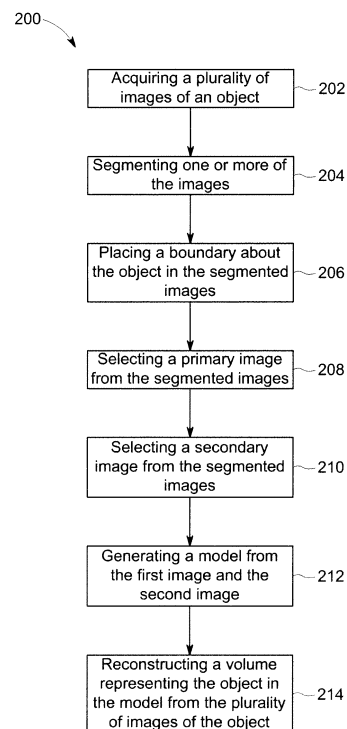 200
Acquiring a plurality of
images of an object
202
Segmenting one or more of
the images
204
Placing a boundary about
the object in the segmented
images
206
Selecting a primary image
from the segmented images
208
Selecting a secondary
image from the segmented
images
210
Generating a model from
the first image and the
second image
212
Reconstructing a volume
representing the object in
the model from the plurality
of images of the object
214